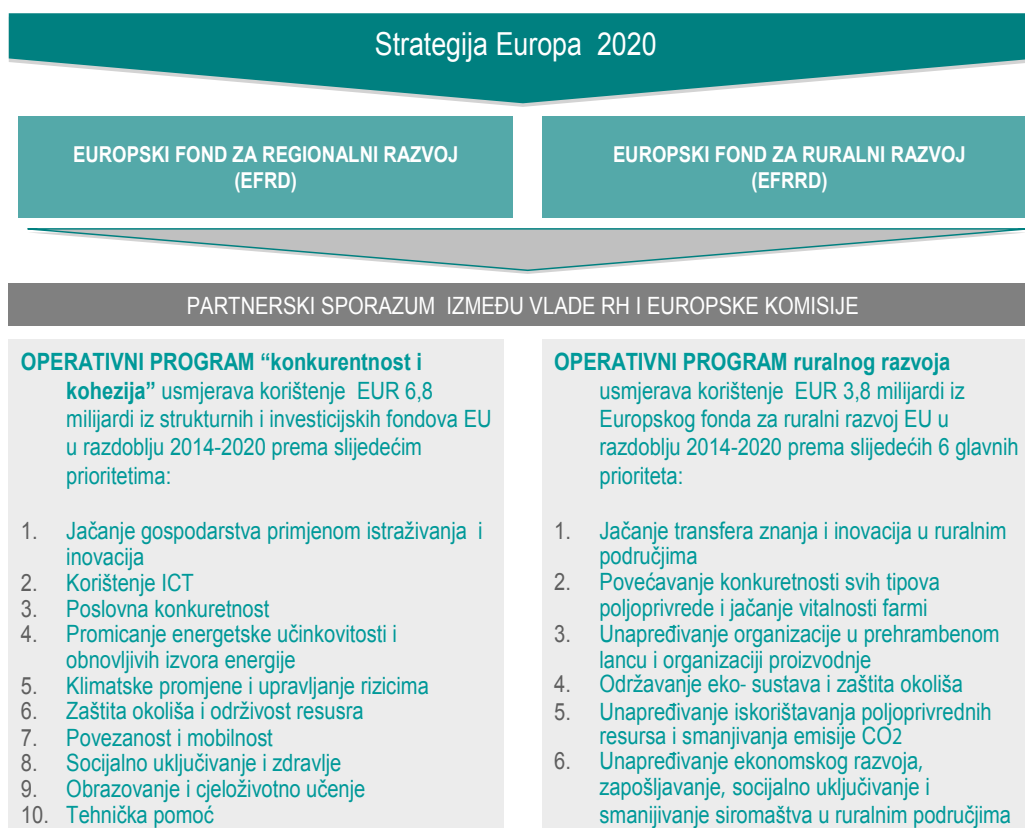 Strategija Europa 2020
EUROPSKI FOND ZA REGIONALNI RAZVOJ
(EFRD)
EUROPSKI FOND ZA RURALNI RAZVOJ
(EFRRD)
PARTNERSKI SPORAZUM IZMEĐU VLADE RH I EUROPSKE KOMISIJE
OPERATIVNI PROGRAM “konkurentnost i
kohezija” usmjerava korištenje EUR 6,8
milijardi iz strukturnih i investicijskih fondova EU
u razdoblju 2014-2020 prema slijedećim
prioritetima:
1. Jačanje gospodarstva primjenom istraživanja i
inovacija
2. Korištenje ICT
3. Poslovna konkuretnost
4. Promicanje energetske učinkovitosti i
obnovljivih izvora energije
5. Klimatske promjene i upravljanje rizicima
6. Zaštita okoliša i održivost resusra
7. Povezanost i mobilnost
8. Socijalno uključivanje i zdravlje
9. Obrazovanje i cjeloživotno učenje
10. Tehnička pomoć
OPERATIVNI PROGRAM ruralnog razvoja
usmjerava korištenje EUR 3,8 milijardi iz
Europskog fonda za ruralni razvoj EU u
razdoblju 2014-2020 prema slijedećih 6 glavnih
prioriteta:
1. Jačanje transfera znanja i inovacija u ruralnim
područjima
2. Povećavanje konkuretnosti svih tipova
poljoprivrede i jačanje vitalnosti farmi
3. Unapređivanje organizacije u prehrambenom
lancu i organizaciji proizvodnje
4. Održavanje eko- sustava i zaštita okoliša
5. Unapređivanje iskorištavanja poljoprivrednih
resursa i smanjivanja emisije CO2
6. Unapređivanje ekonomskog razvoja,
zapošljavanje, socijalno uključivanje i
smanijivanje siromaštva u ruralnim područjima